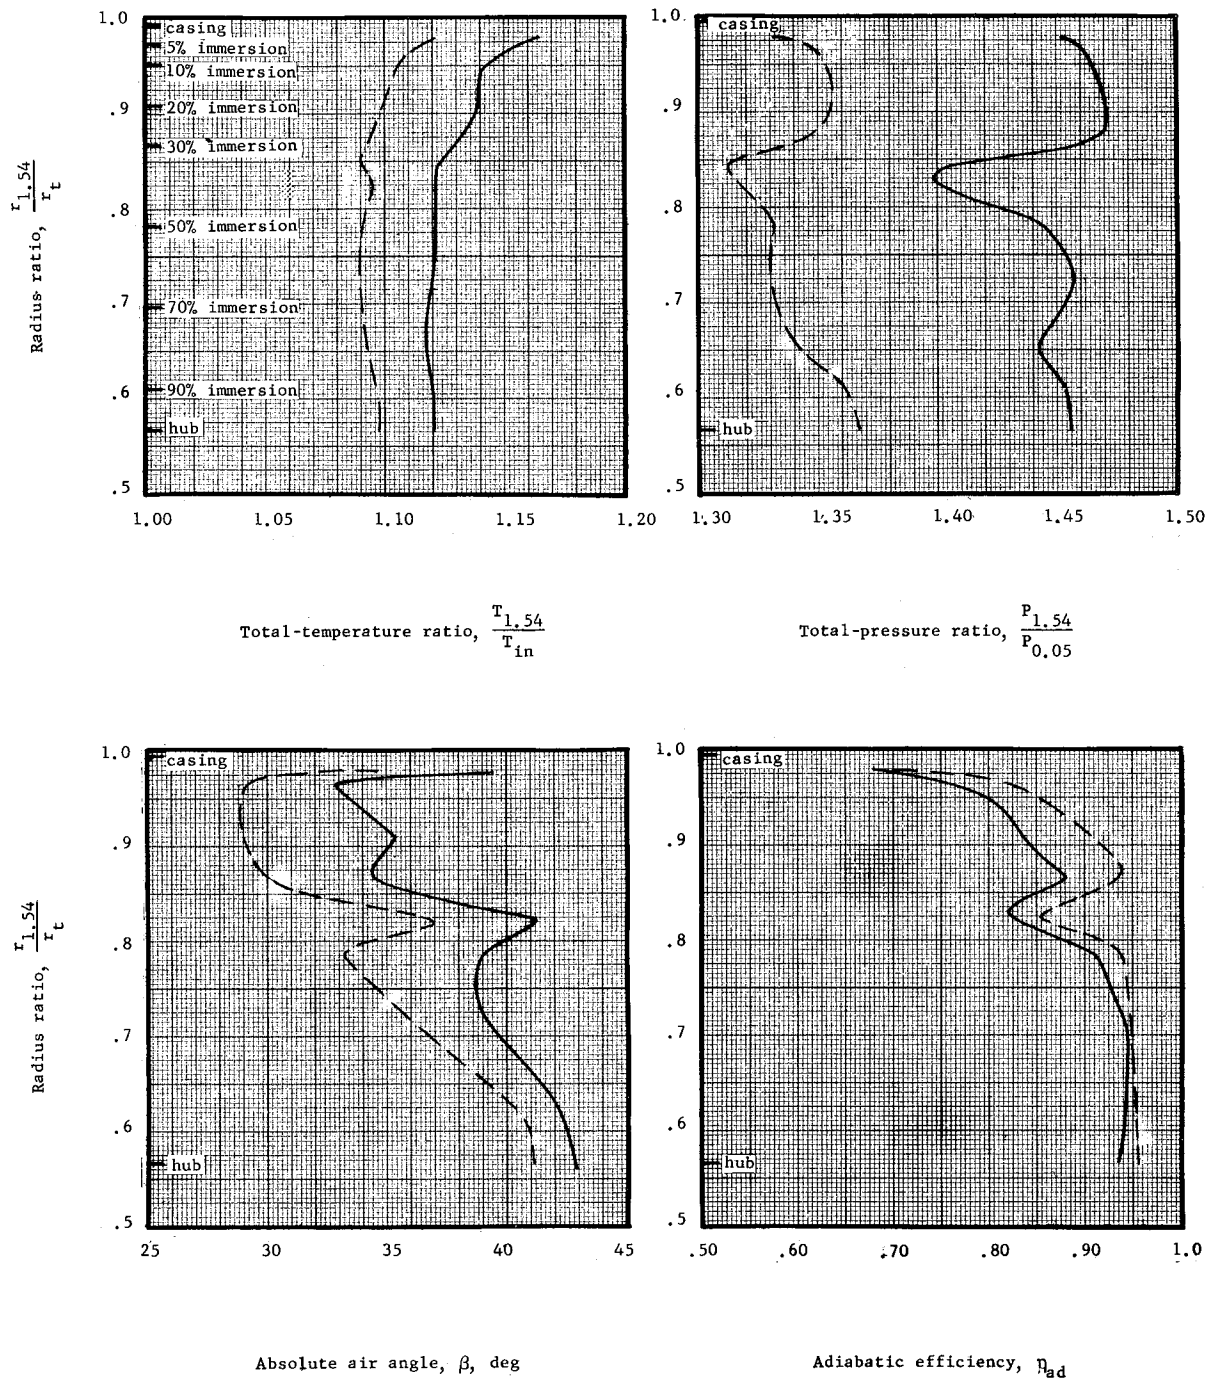 1.0
casing
5% immersion
10% immersion
.9
20% immersion
30% immersion
.8
50% immersion
.7
70% immersion
.6
90% immersion
hub
.5
1.00 1.05 1.10 1.15 1.20
Radius ratio, r1.54 / rt
Total-temperature ratio, T1.54 / Tin
1.0
casing
.9
.8
.7
.6
hub
.5
1.30 1.35 1.40 1.45 1.50
Total-pressure ratio, P1.54 / P0.05
1.0
casing
.9
.8
.7
.6
hub
.5
25 30 35 40 45
Radius ratio, r1.54 / rt
Absolute air angle, β, deg
1.0
casing
.9
.8
.7
.6
hub
.5
.50 .60 .70 .80 .90 1.0
Adiabatic efficiency, ηad